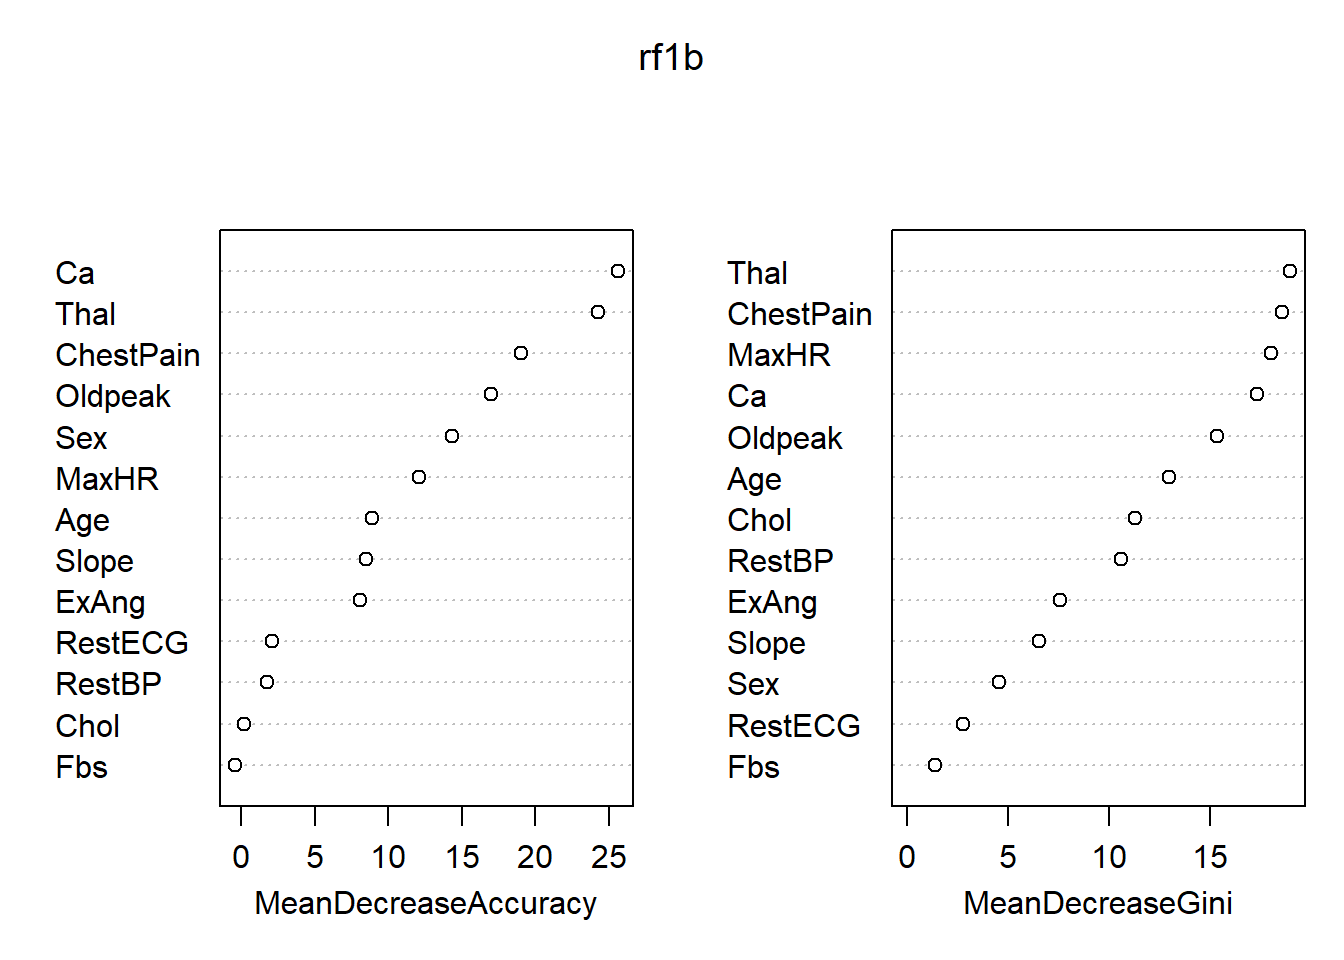 rf1b
Ca
Thal
ChestPain
Oldpeak
Sex
MaxHR
Age
Slope
ExAng
RestECG
RestBP
Chol
Fbs
0 5 10 15 20 25
MeanDecreaseAccuracy
Thal
ChestPain
MaxHR
Ca
Oldpeak
Age
Chol
RestBP
ExAng
Slope
Sex
RestECG
Fbs
0 5 10 15
MeanDecreaseGini